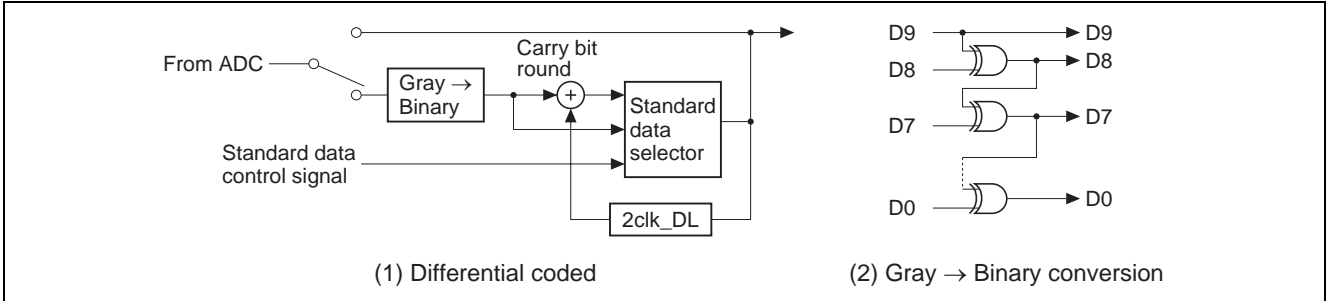 From ADC
Carry bit
round
Gray →
Binary
+
Standard
data
selector
Standard data
control signal
2clk_DL
(1) Differential coded
D9
D9
D8
D8
D7
D7
D0
D0
(2) Gray → Binary conversion